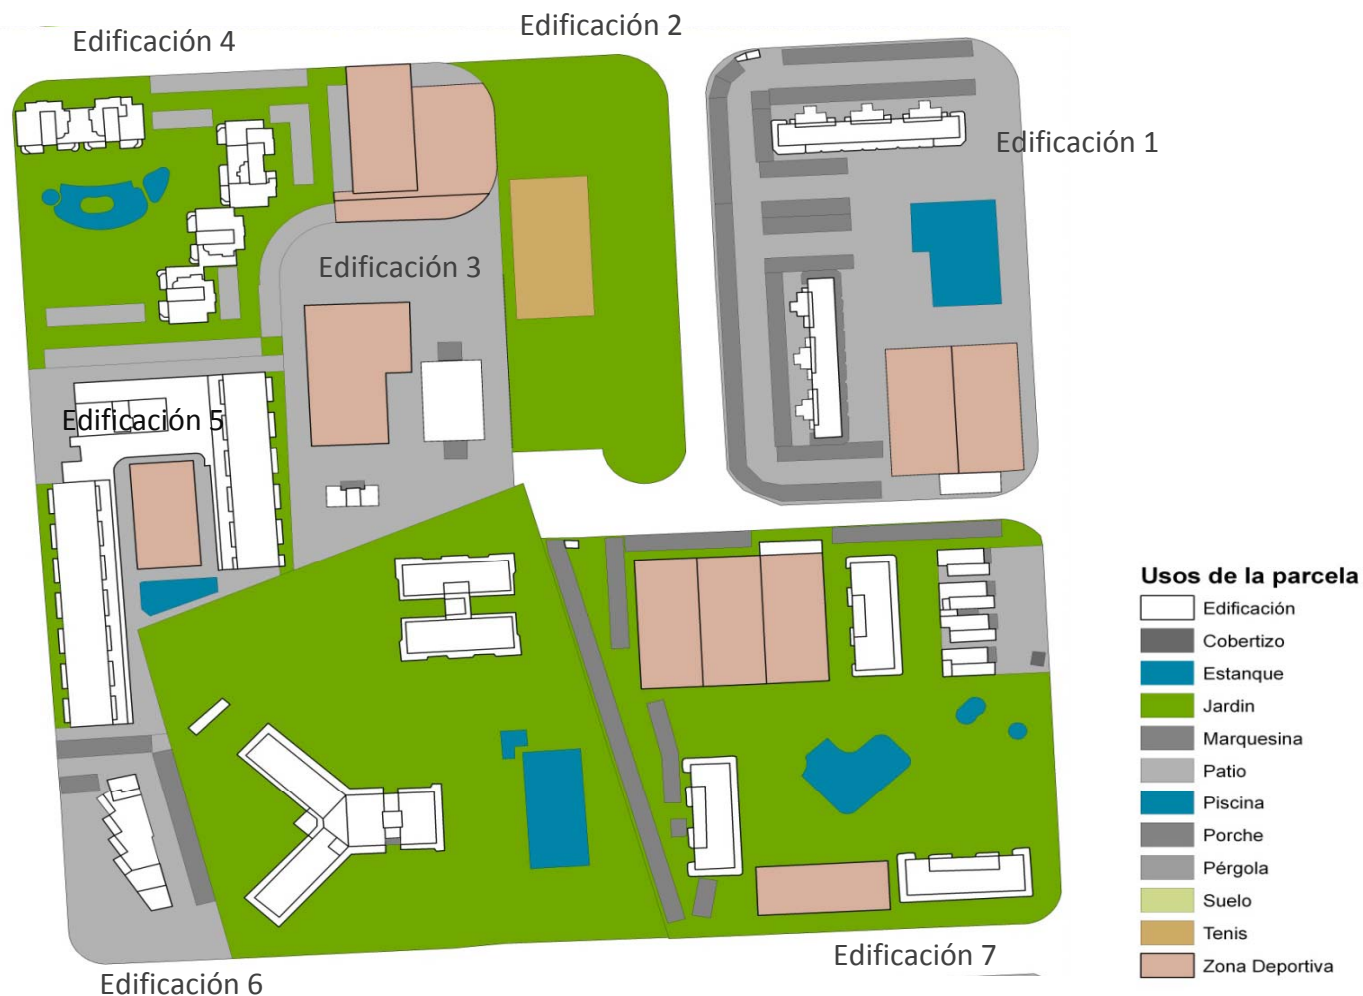 Edificación 2
Edificación 4
Edificación 1
Edificación 3
Edificación 5
Edificación 7
Edificación 6
Usos de la parcela
Edificación
Cobertizo
Estanque
Jardin
Marquesina
Patio
Piscina
Porche
Pérgola
Suelo
Tenis
Zona Deportiva